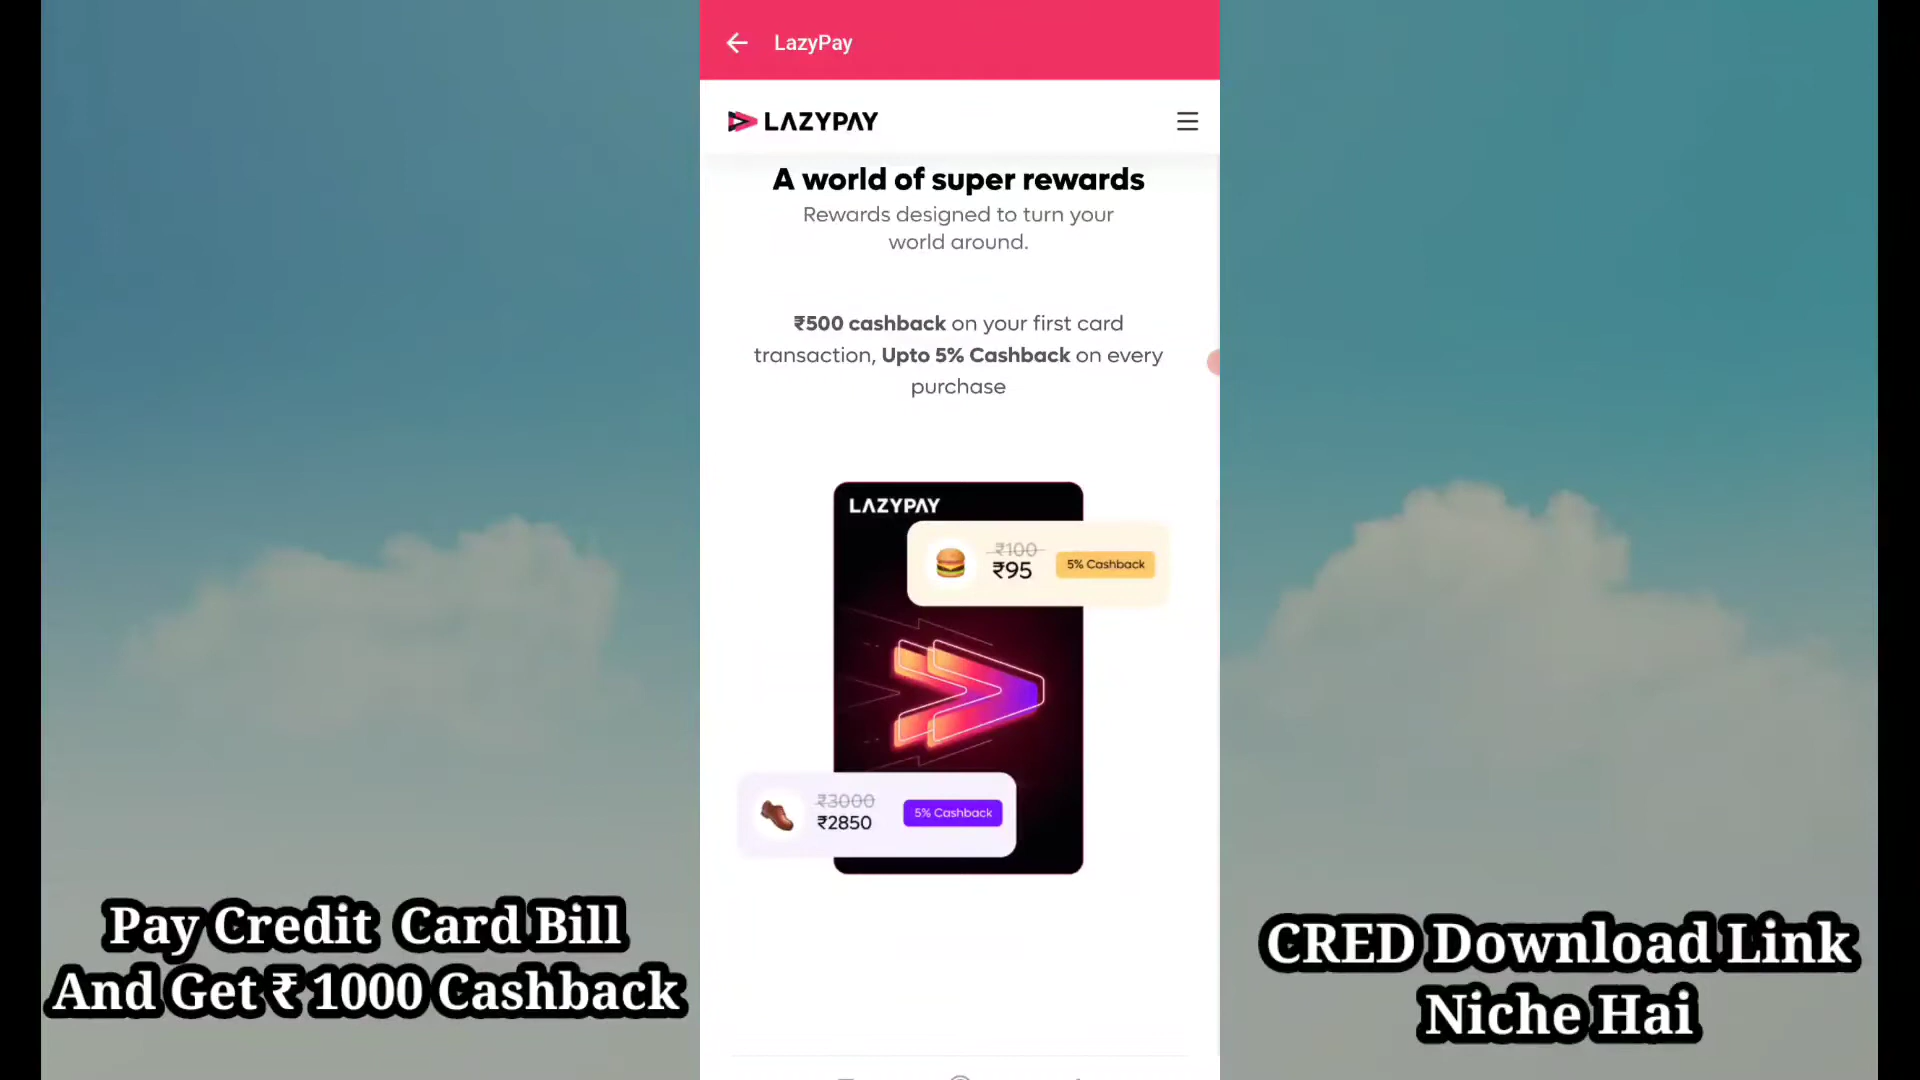 LazyPay
LAZYPAY
A world of super rewards
Rewards designed to turn your
world around.
₹500 cashback on your first card
transaction, Upto 5% Cashback on every
purchase
LAZYPAY
₹100
₹95
5% Cashback
₹3000
₹2850
5% Cashback
Pay Credit Card Bill
And Get ₹ 1000 Cashback
CRED Download Link
Niche Hai